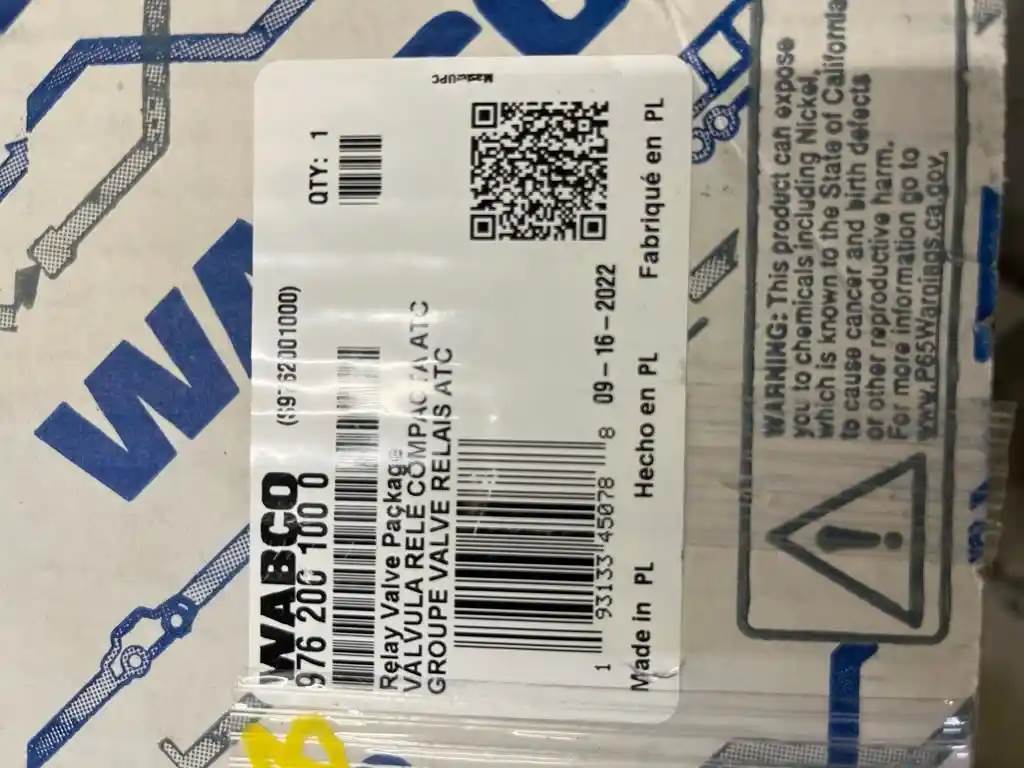 WABCO
976 200 100 0
(S9762001000)
QTY: 1
Relay Valve Package
VALVULA RELE COMPACTA ATC
GROUPE VALVE RELAIS ATC
1 93133 45078 8
09-16-2022
Made in PL Hecho en PL Fabriqué en PL
WARNING: This product can expose
you to chemicals including Nickel,
which is known to the State of California
to cause cancer and birth defects
or other reproductive harm.
For more information go to
www.P65Warnings.ca.gov.